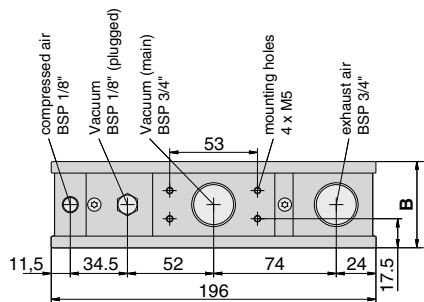 compressed air
BSP 1/8"
Vacuum
BSP 1/8" (plugged)
Vacuum (main)
BSP 3/4"
mounting holes
4 x M5
exhaust air
BSP 3/4"
53
B
11,5
34.5
52
74
24
17.5
196